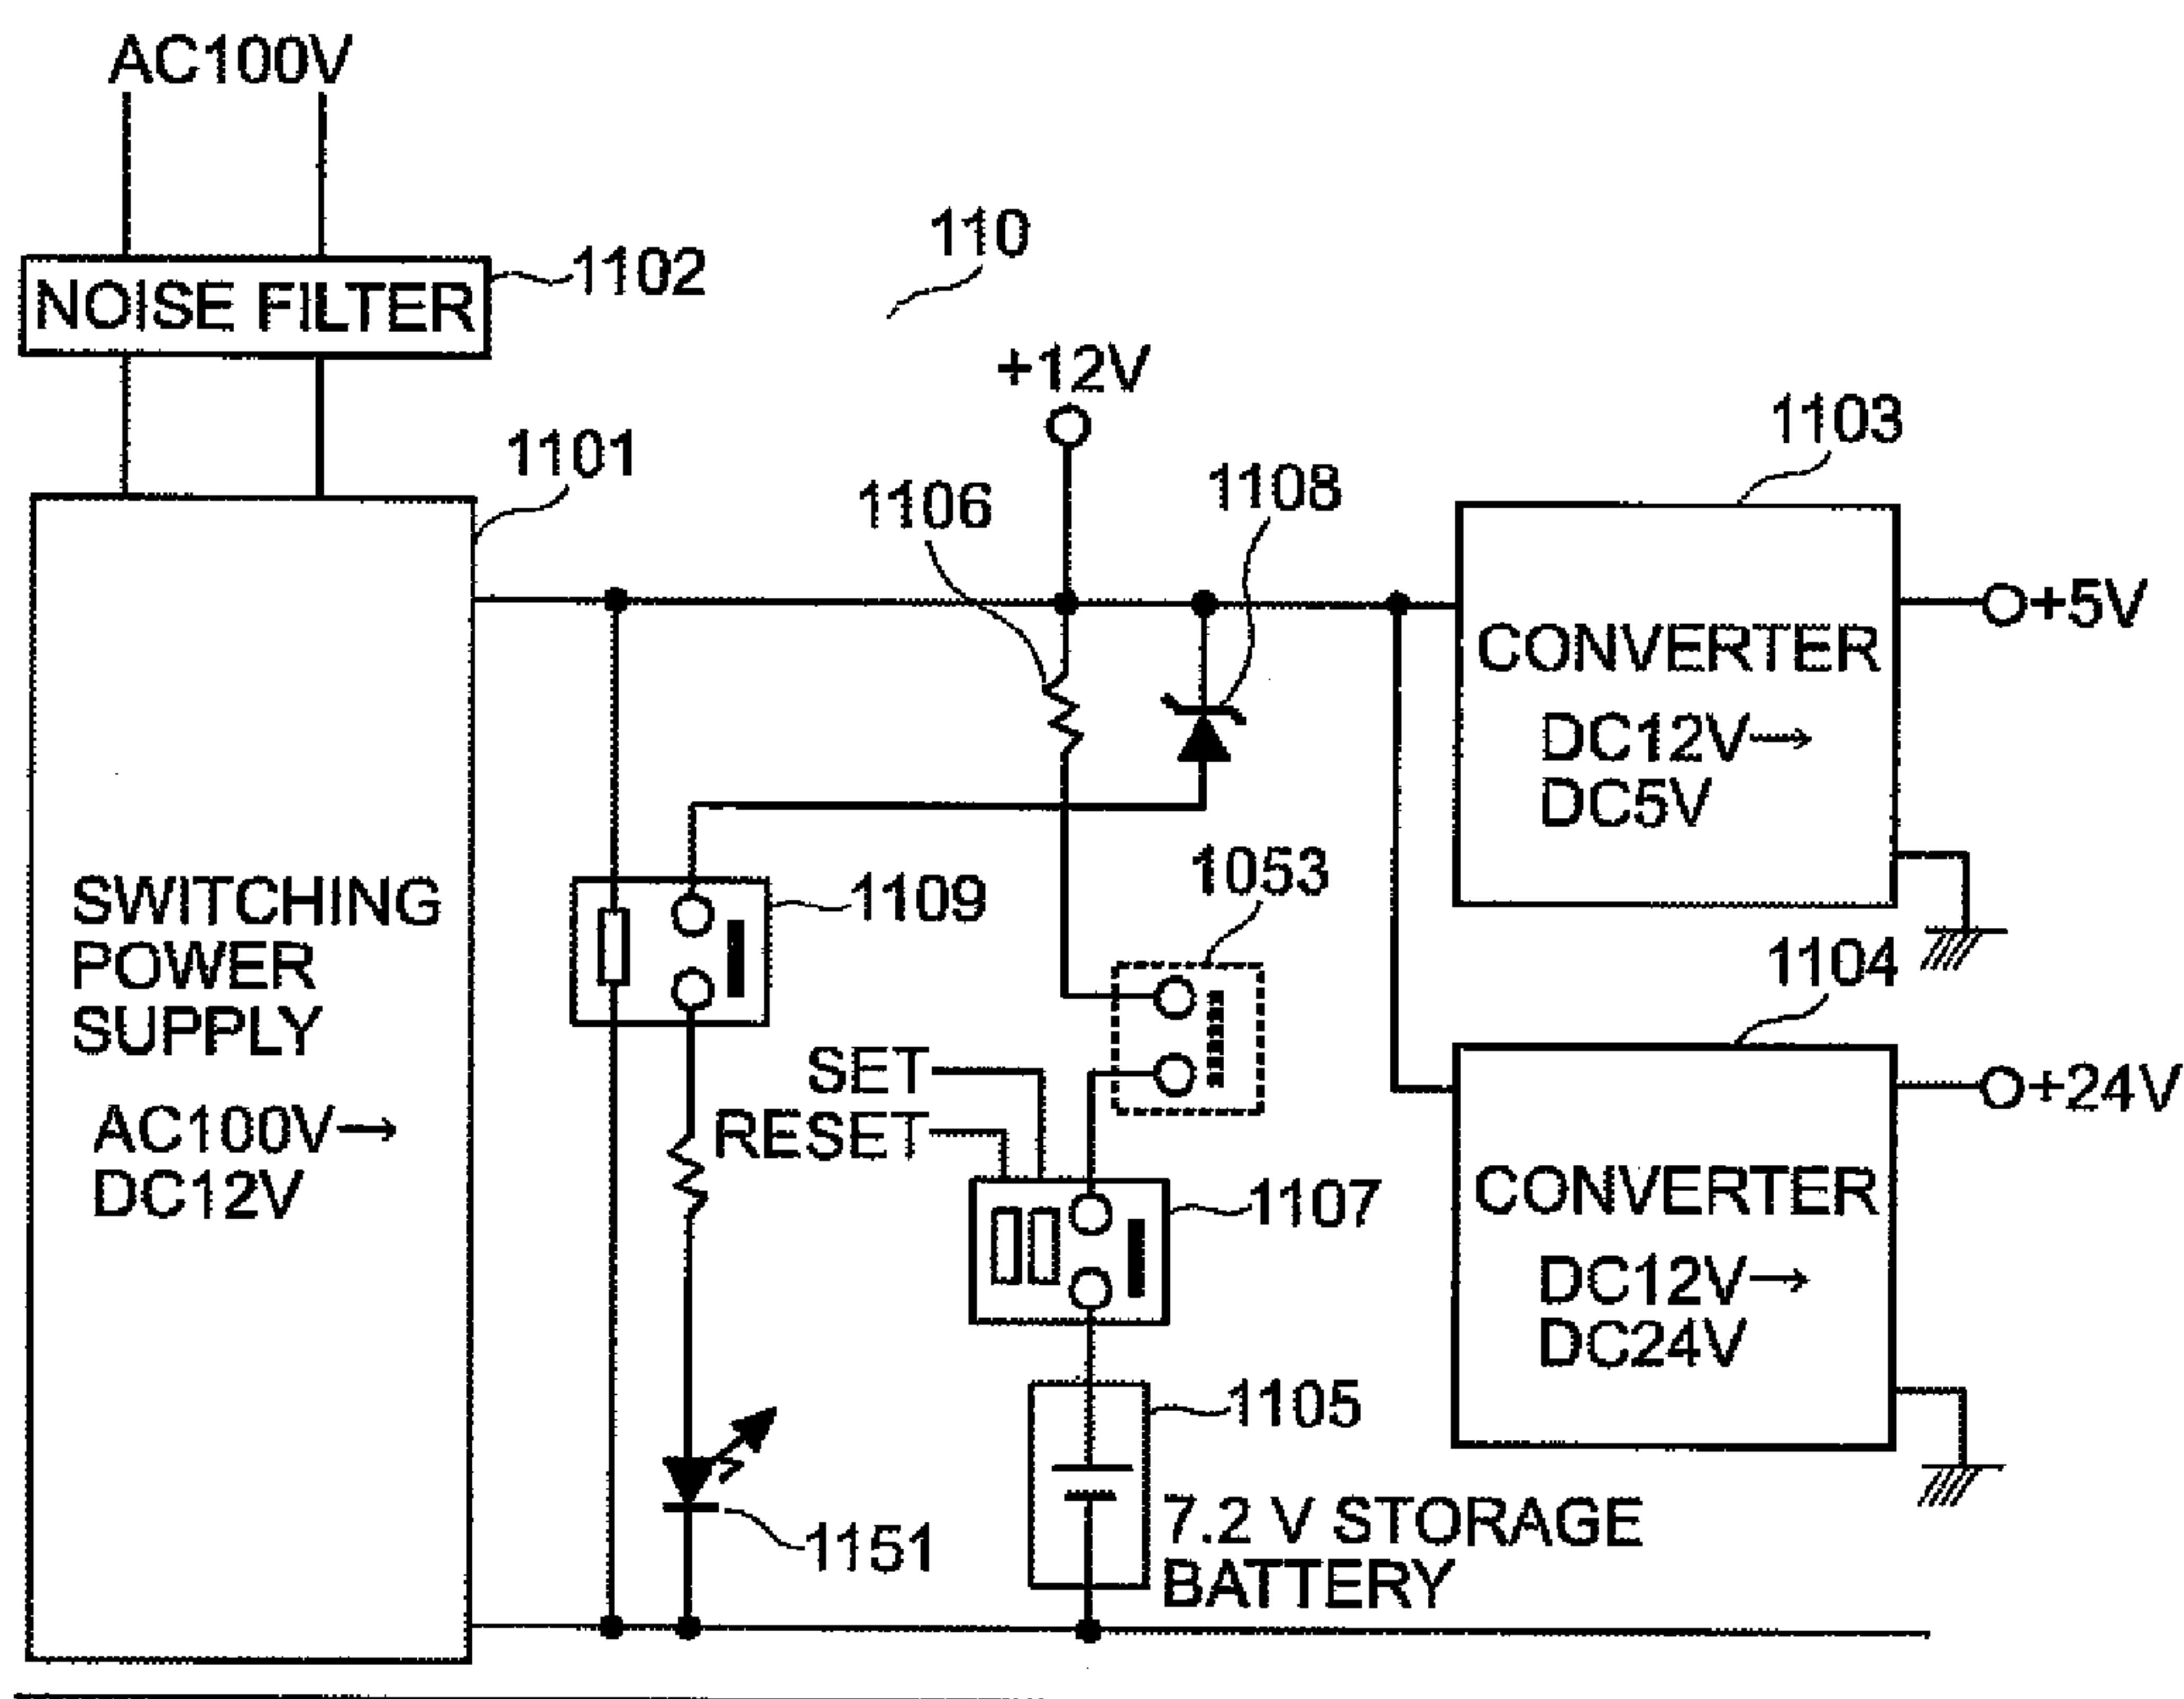 AC100V
NOISE FILTER
1102
110
+12V
1101
1106
1108
1103
+5V
CONVERTER
DC12V→
DC5V
SWITCHING
POWER
SUPPLY
AC100V→
DC12V
1109
1053
SET
RESET
1107
1104
+24V
CONVERTER
DC12V→
DC24V
1105
7.2 V STORAGE
BATTERY
1151